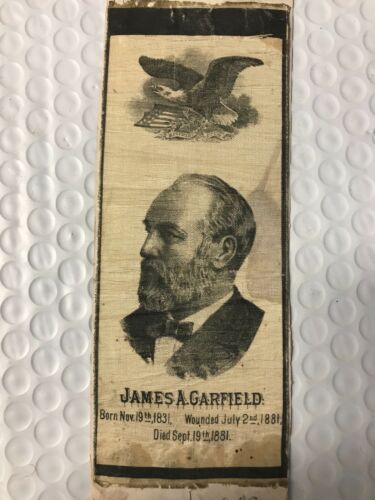 JAMES A. GARFIELD.
Born Nov. 19th, 1831. Wounded July 2nd, 1881.
Died Sept. 19th, 1881.